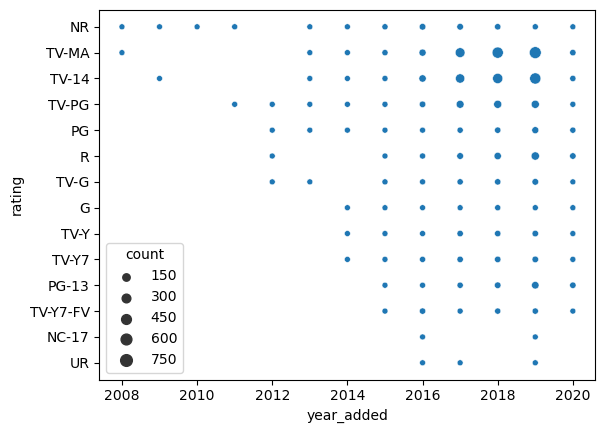 NR
TV-MA
TV-14
TV-PG
PG
R
TV-G
G
TV-Y
TV-Y7
PG-13
TV-Y7-FV
NC-17
UR
rating
count
150
300
450
600
750
2008 2010 2012 2014 2016 2018 2020
year_added